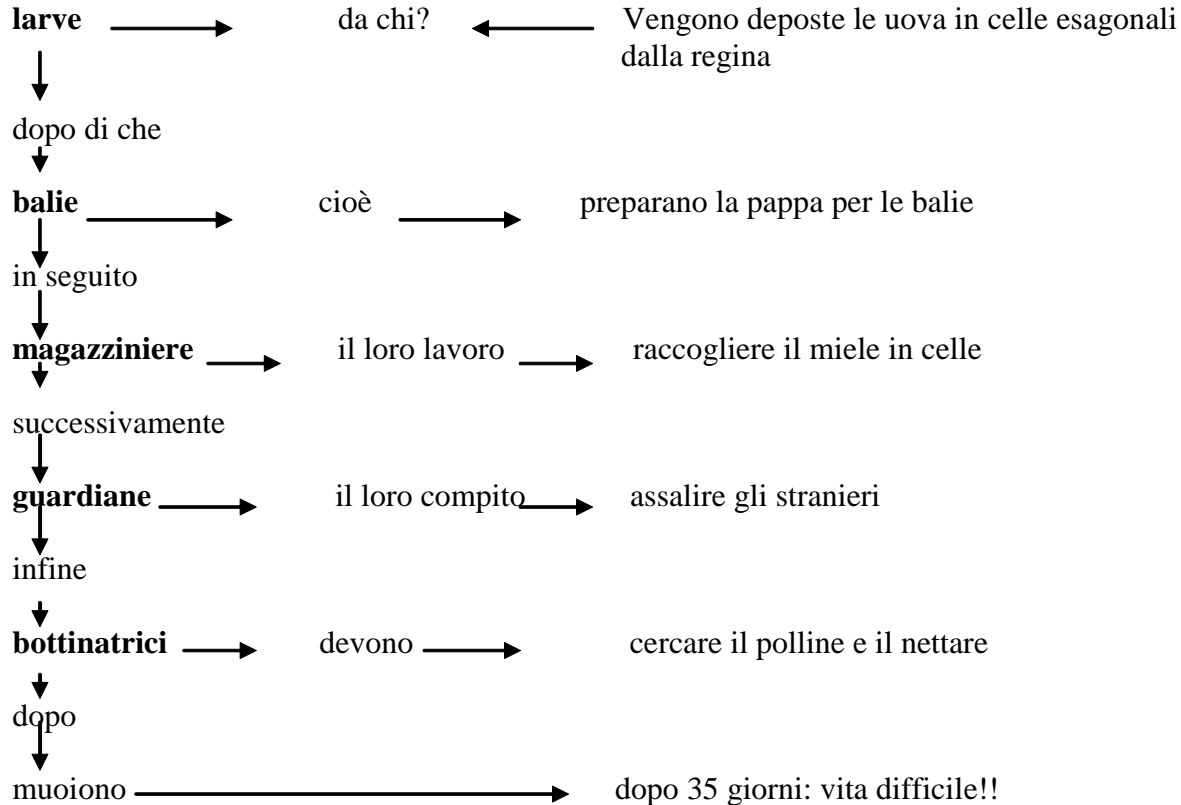 larve da chi? Vengono deposte le uova in celle esagonali
dalla regina
dopo di che
balie cioè preparano la pappa per le balie
in seguito
magazziniere il loro lavoro raccogliere il miele in celle
successivamente
guardiane il loro compito assalire gli stranieri
infine
bottinatrici devono cercare il polline e il nettare
dopo
muoiono dopo 35 giorni: vita difficile!!